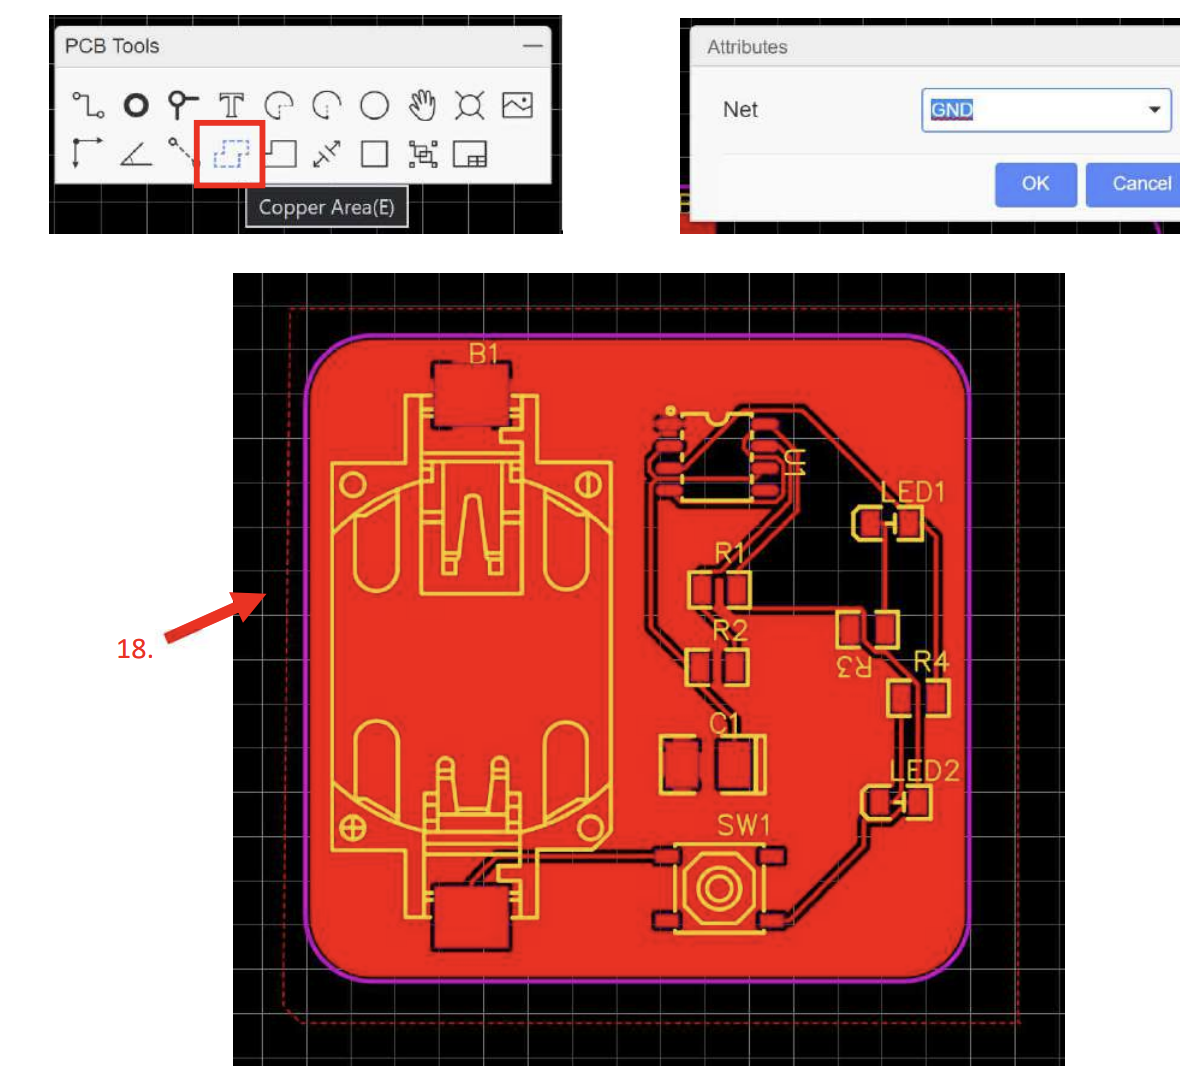 PCB Tools
T
Copper Area(E)
Attributes
Net
GND
OK
Cancel
B1
U1
LED1
R1
R2
R3
R4
C1
LED2
SW1
18.